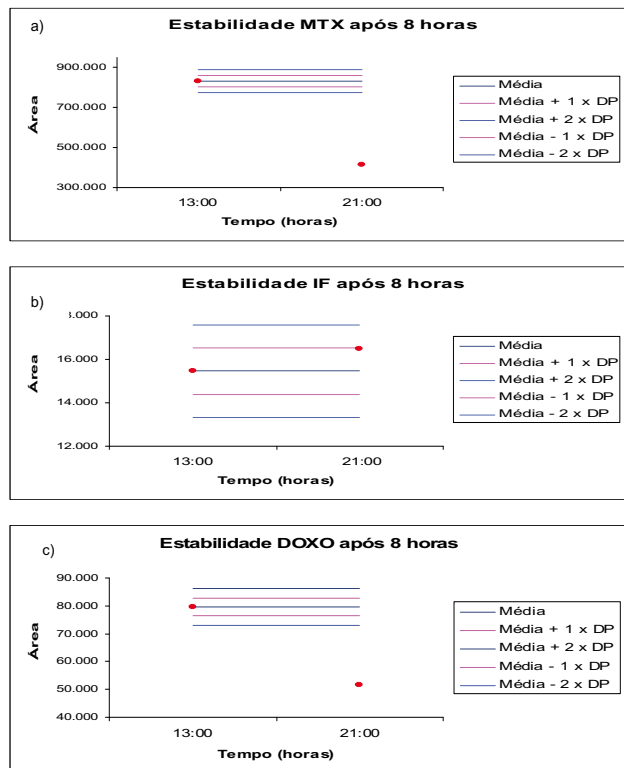 a)
Estabilidade MTX após 8 horas
900.000
700.000
500.000
300.000
Área
13:00
21:00
Tempo (horas)
Média
Média + 1 x DP
Média + 2 x DP
Média - 1 x DP
Média - 2 x DP
b)
Estabilidade IF após 8 horas
8.000
16.000
14.000
12.000
Área
13:00
21:00
Tempo (horas)
Média
Média + 1 x DP
Média + 2 x DP
Média - 1 x DP
Média - 2 x DP
c)
Estabilidade DOXO após 8 horas
90.000
80.000
70.000
60.000
50.000
40.000
Área
13:00
21:00
Tempo (horas)
Média
Média + 1 x DP
Média + 2 x DP
Média - 1 x DP
Média - 2 x DP